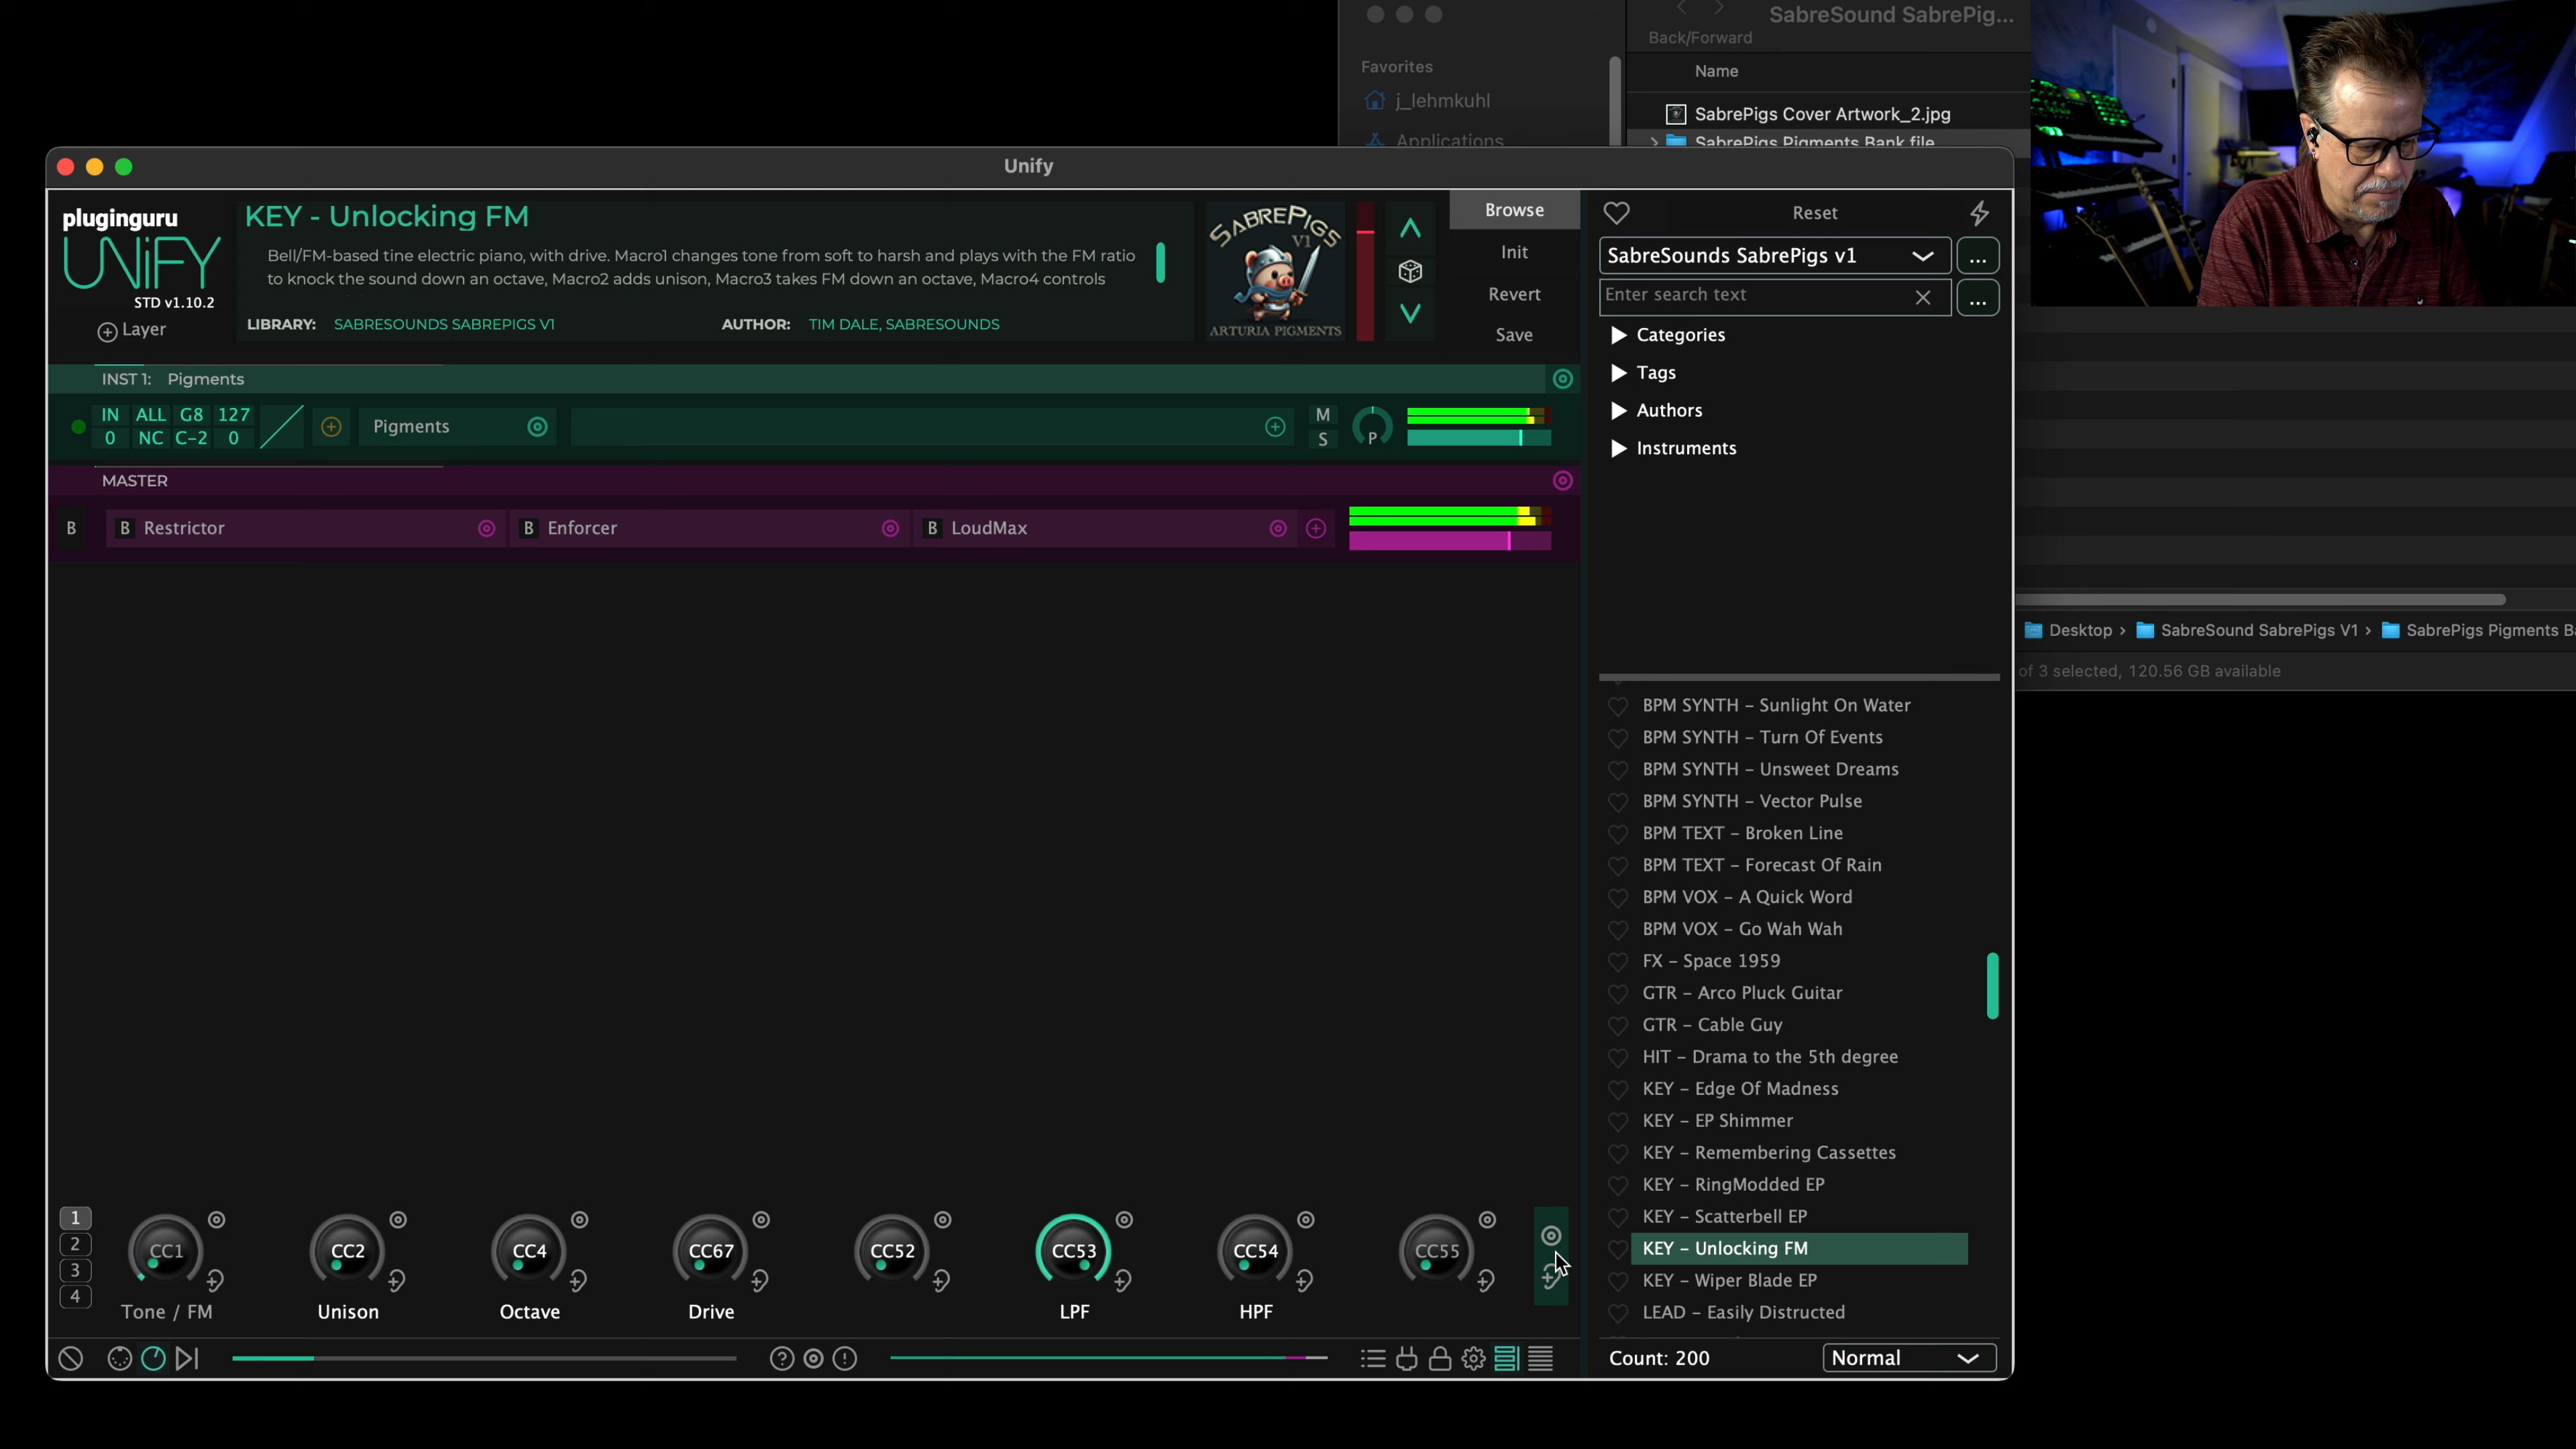 SabreSound SabrePig...
Back/Forward
Favorites
Name
j_lehmkuhl
SabrePigs Cover Artwork_2.jpg
Applications
SabrePigs Pigments Bank file
Unify
pluginguru
UNiFY
STD v1.10.2
Layer
KEY - Unlocking FM
Bell/FM-based tine electric piano, with drive. Macro1 changes tone from soft to harsh and plays with the FM ratio
to knock the sound down an octave, Macro2 adds unison, Macro3 takes FM down an octave, Macro4 controls
LIBRARY: SABRESOUNDS SABREPIGS V1
AUTHOR: TIM DALE, SABRESOUNDS
SABREPIGS
V1
ARTURIA PIGMENTS
Browse
Init
Revert
Save
Reset
SabreSounds SabrePigs v1
...
Enter search text
...
Categories
Tags
Authors
Instruments
INST 1: Pigments
IN ALL G8 127
0 NC C-2 0
Pigments
M
S
P
MASTER
B
B Restrictor
B Enforcer
B LoudMax
Desktop › SabreSound SabrePigs V1 › SabrePigs Pigments B
of 3 selected, 120.56 GB available
BPM SYNTH – Sunlight On Water
BPM SYNTH – Turn Of Events
BPM SYNTH – Unsweet Dreams
BPM SYNTH – Vector Pulse
BPM TEXT – Broken Line
BPM TEXT – Forecast Of Rain
BPM VOX – A Quick Word
BPM VOX – Go Wah Wah
FX – Space 1959
GTR – Arco Pluck Guitar
GTR – Cable Guy
HIT – Drama to the 5th degree
KEY – Edge Of Madness
KEY – EP Shimmer
KEY – Remembering Cassettes
KEY – RingModded EP
KEY – Scatterbell EP
KEY – Unlocking FM
KEY – Wiper Blade EP
LEAD – Easily Distructed
1
2
3
4
CC1
CC2
CC4
CC67
CC52
CC53
CC54
CC55
Tone / FM
Unison
Octave
Drive
LPF
HPF
Count: 200
Normal